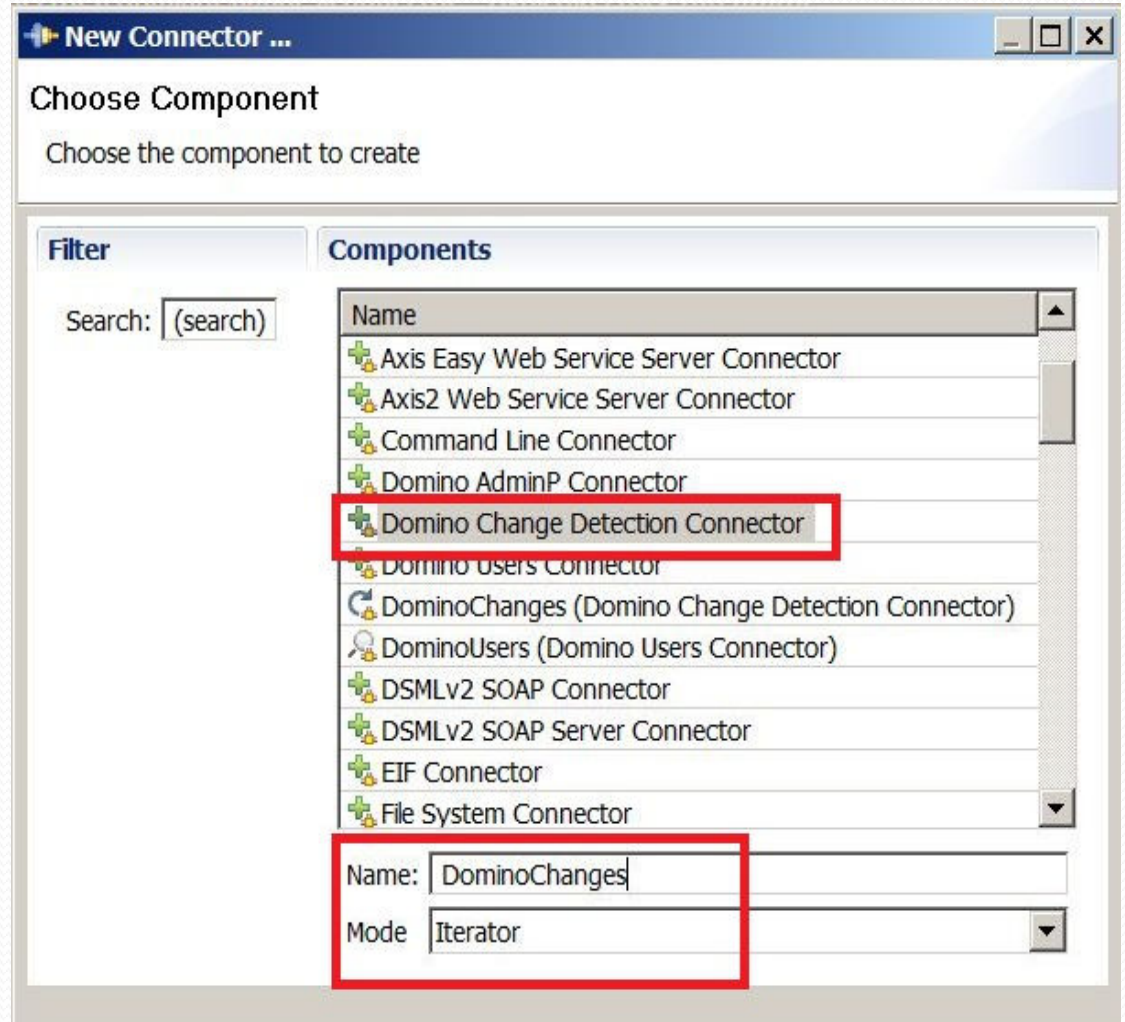 New Connector ...
Choose Component
Choose the component to create
Filter
Components
Search: (search)
Name
Axis Easy Web Service Server Connector
Axis2 Web Service Server Connector
Command Line Connector
Domino AdminP Connector
Domino Change Detection Connector
Domino Users Connector
DominoChanges (Domino Change Detection Connector)
DominoUsers (Domino Users Connector)
DSMLv2 SOAP Connector
DSMLv2 SOAP Server Connector
EIF Connector
File System Connector
Name: DominoChanges
Mode Iterator